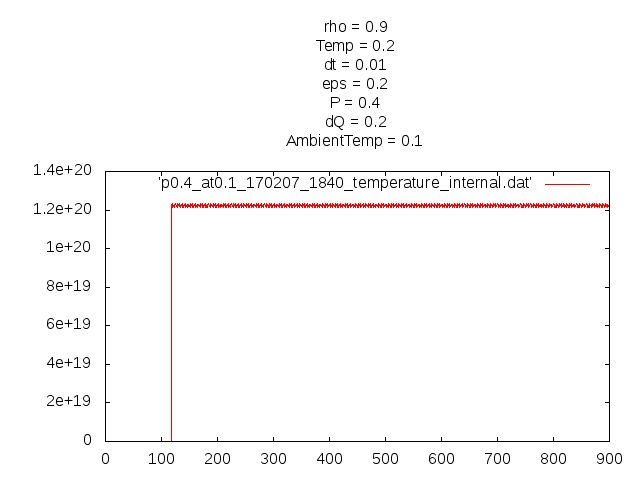 rho = 0.9
Temp = 0.2
dt = 0.01
eps = 0.2
P = 0.4
dQ = 0.2
AmbientTemp = 0.1
'p0.4_at0.1_170207_1840_temperature_internal.dat'
1.4e+20
1.2e+20
1e+20
8e+19
6e+19
4e+19
2e+19
0
0 100 200 300 400 500 600 700 800 900